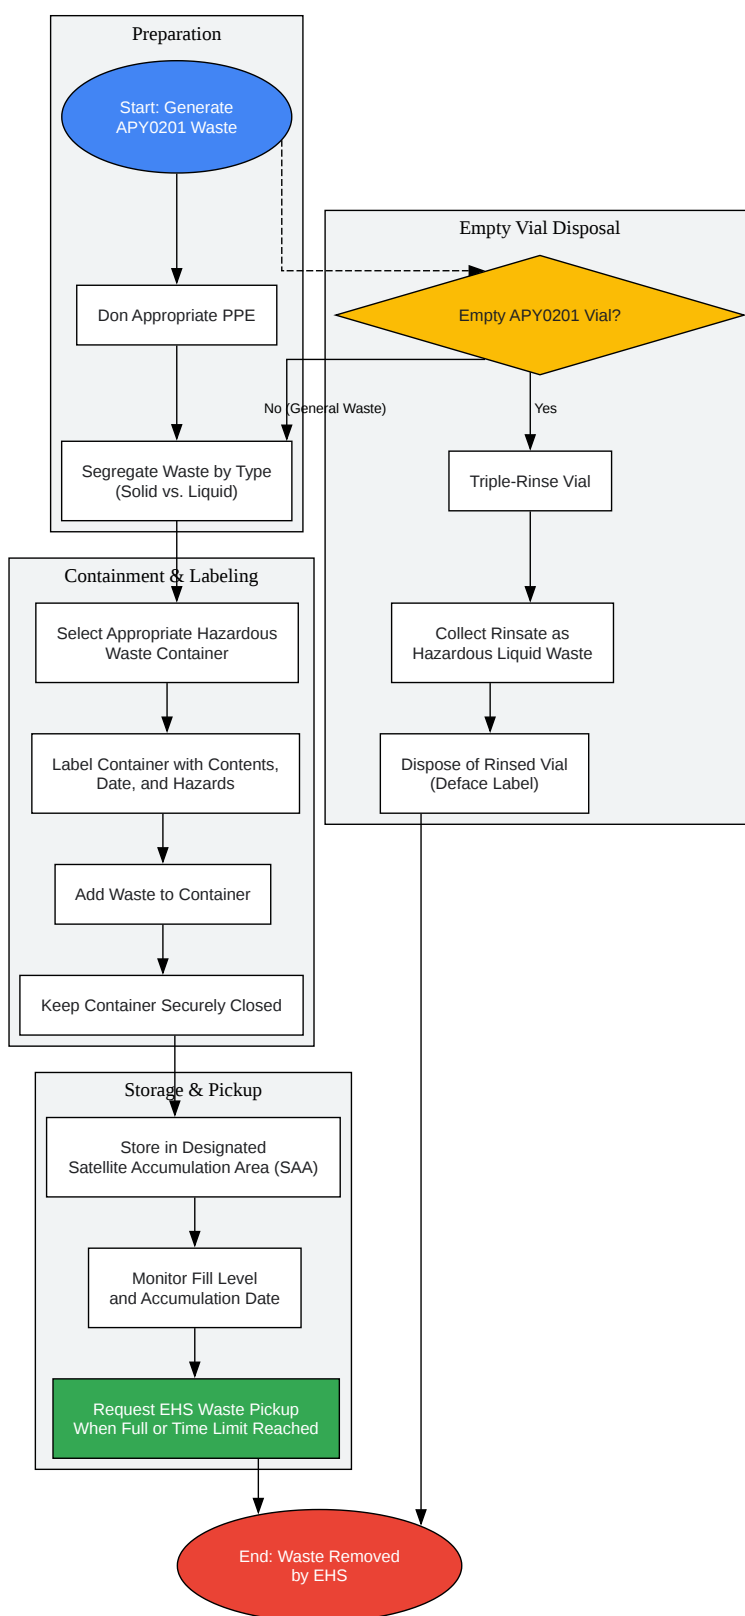 Preparation
Start: Generate
APY0201 Waste
Don Appropriate PPE
Segregate Waste by Type
(Solid vs. Liquid)
Empty Vial Disposal
Empty APY0201 Vial?
No (General Waste)
Yes
Triple-Rinse Vial
Collect Rinsate as
Hazardous Liquid Waste
Dispose of Rinsed Vial
(Deface Label)
Containment & Labeling
Select Appropriate Hazardous
Waste Container
Label Container with Contents,
Date, and Hazards
Add Waste to Container
Keep Container Securely Closed
Storage & Pickup
Store in Designated
Satellite Accumulation Area (SAA)
Monitor Fill Level
and Accumulation Date
Request EHS Waste Pickup
When Full or Time Limit Reached
End: Waste Removed
by EHS